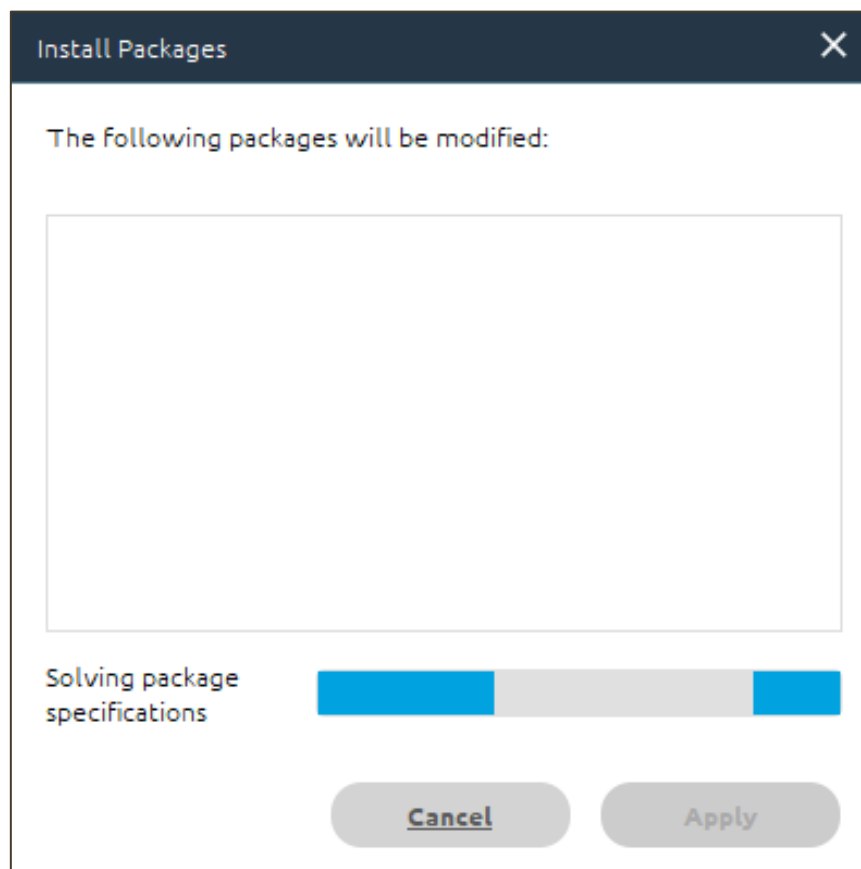 Install Packages
The following packages will be modified:
Solving package
specifications
Cancel
Apply